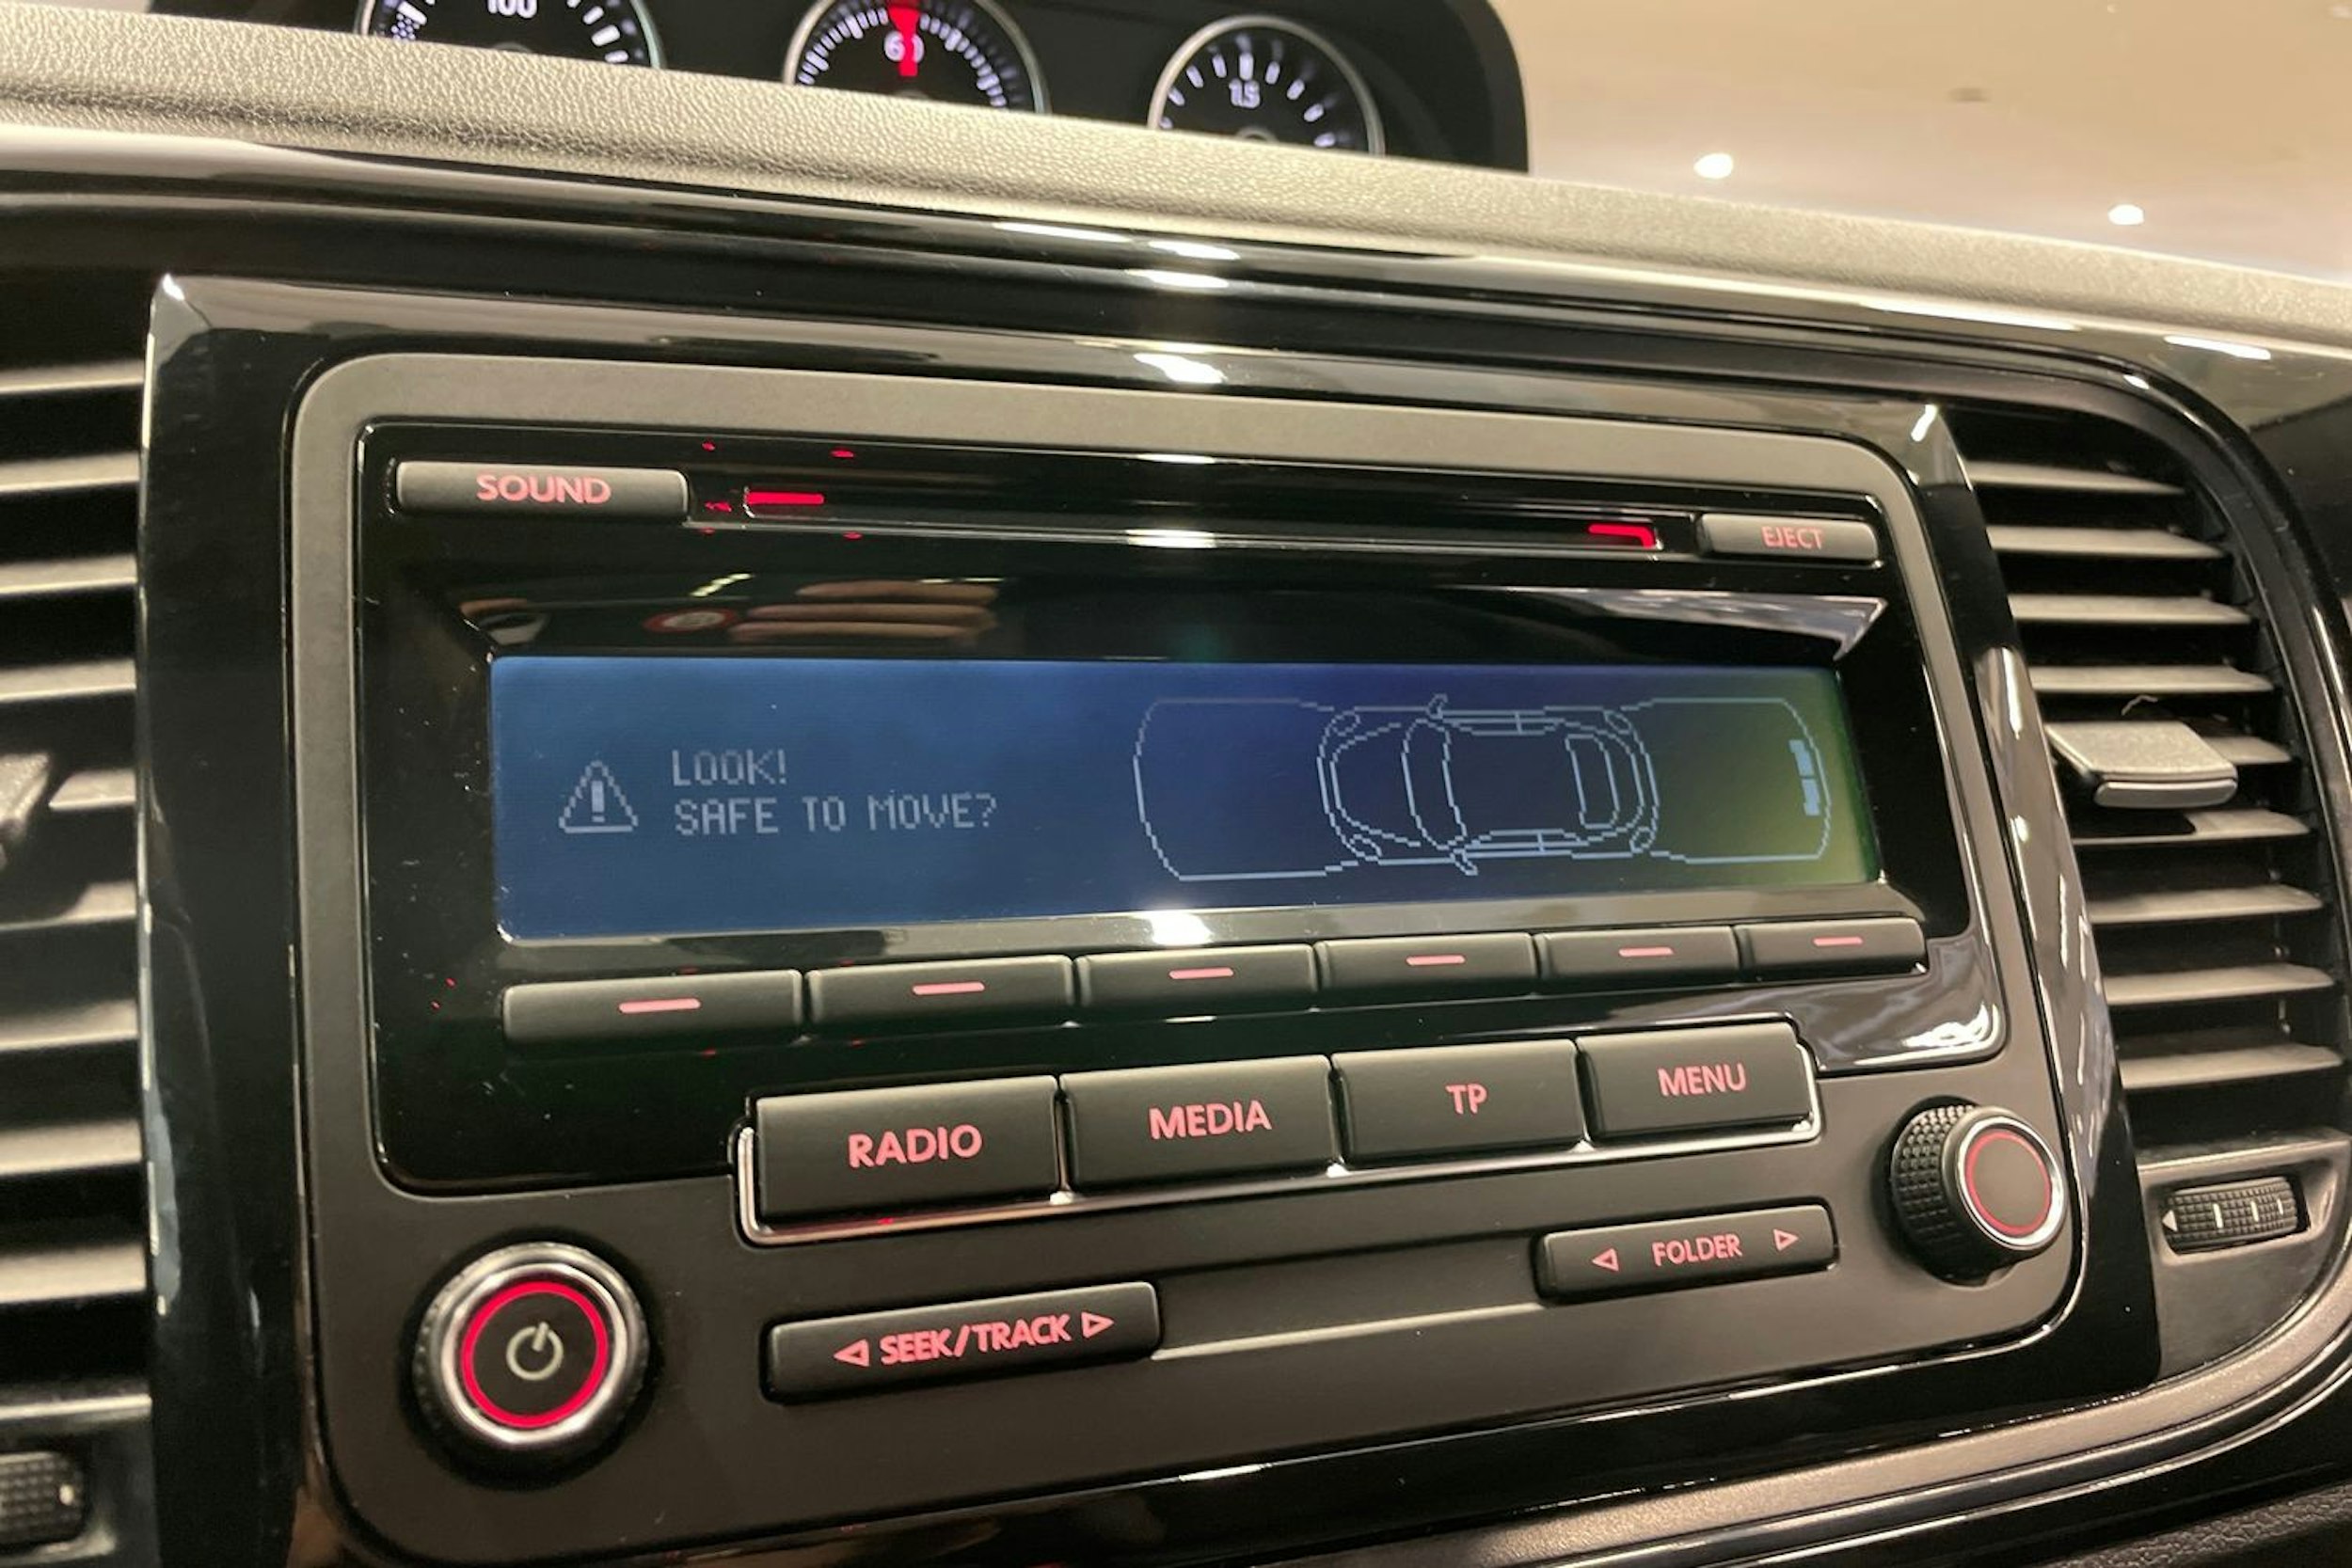 100
60
1.5
SOUND
EJECT
LOOK!
SAFE TO MOVE?
RADIO
MEDIA
TP
MENU
SEEK/TRACK
FOLDER